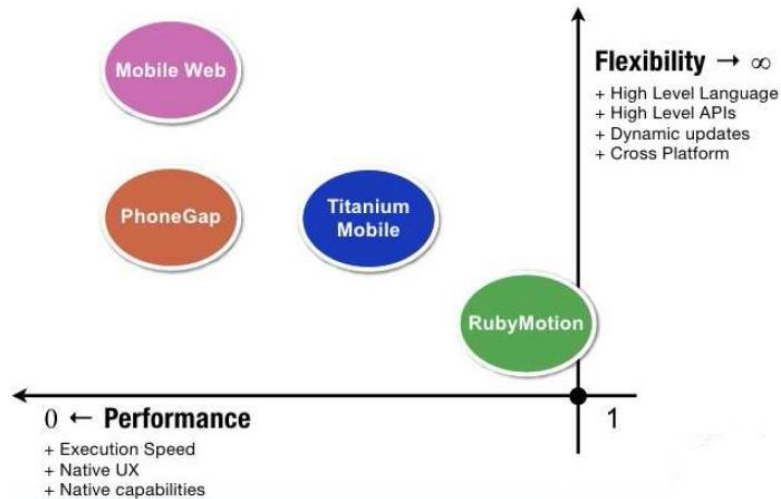 Mobile Web
Flexibility → ∞
+ High Level Language
+ High Level APIs
+ Dynamic updates
+ Cross Platform
PhoneGap
Titanium
Mobile
RubyMotion
0 ← Performance
1
+ Execution Speed
+ Native UX
+ Native capabilities